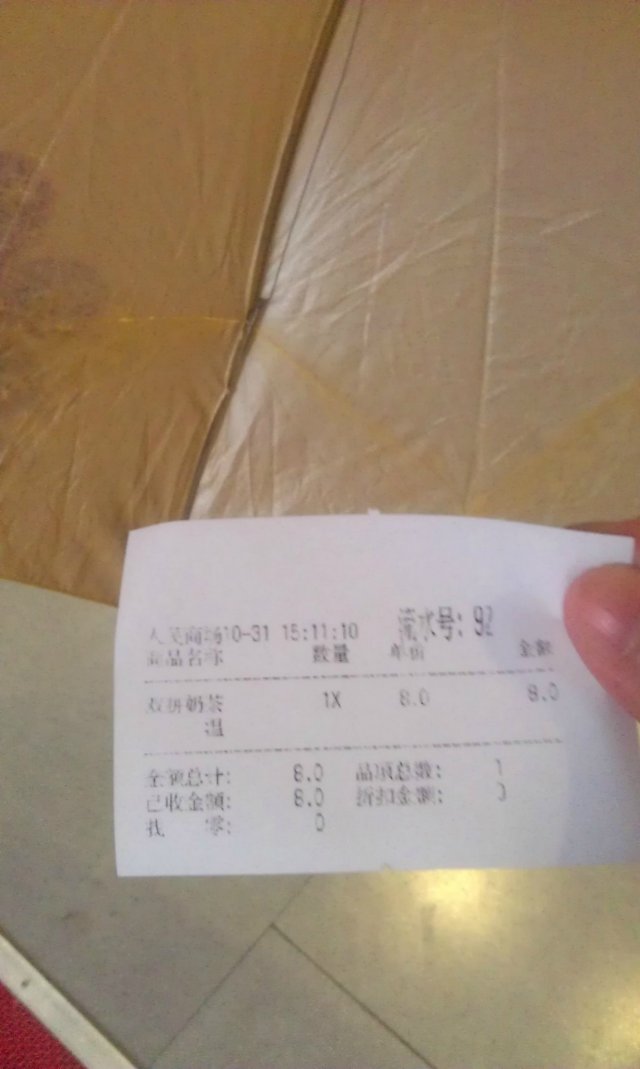 人民商场10-31 15:11:10 流水号: 92
商品名称 数量 单价 金额
双拼奶茶 1X 8.0 8.0
温
金额总计: 8.0 品项总数: 1
已收金额: 8.0 折扣金额: 0
找 零: 0